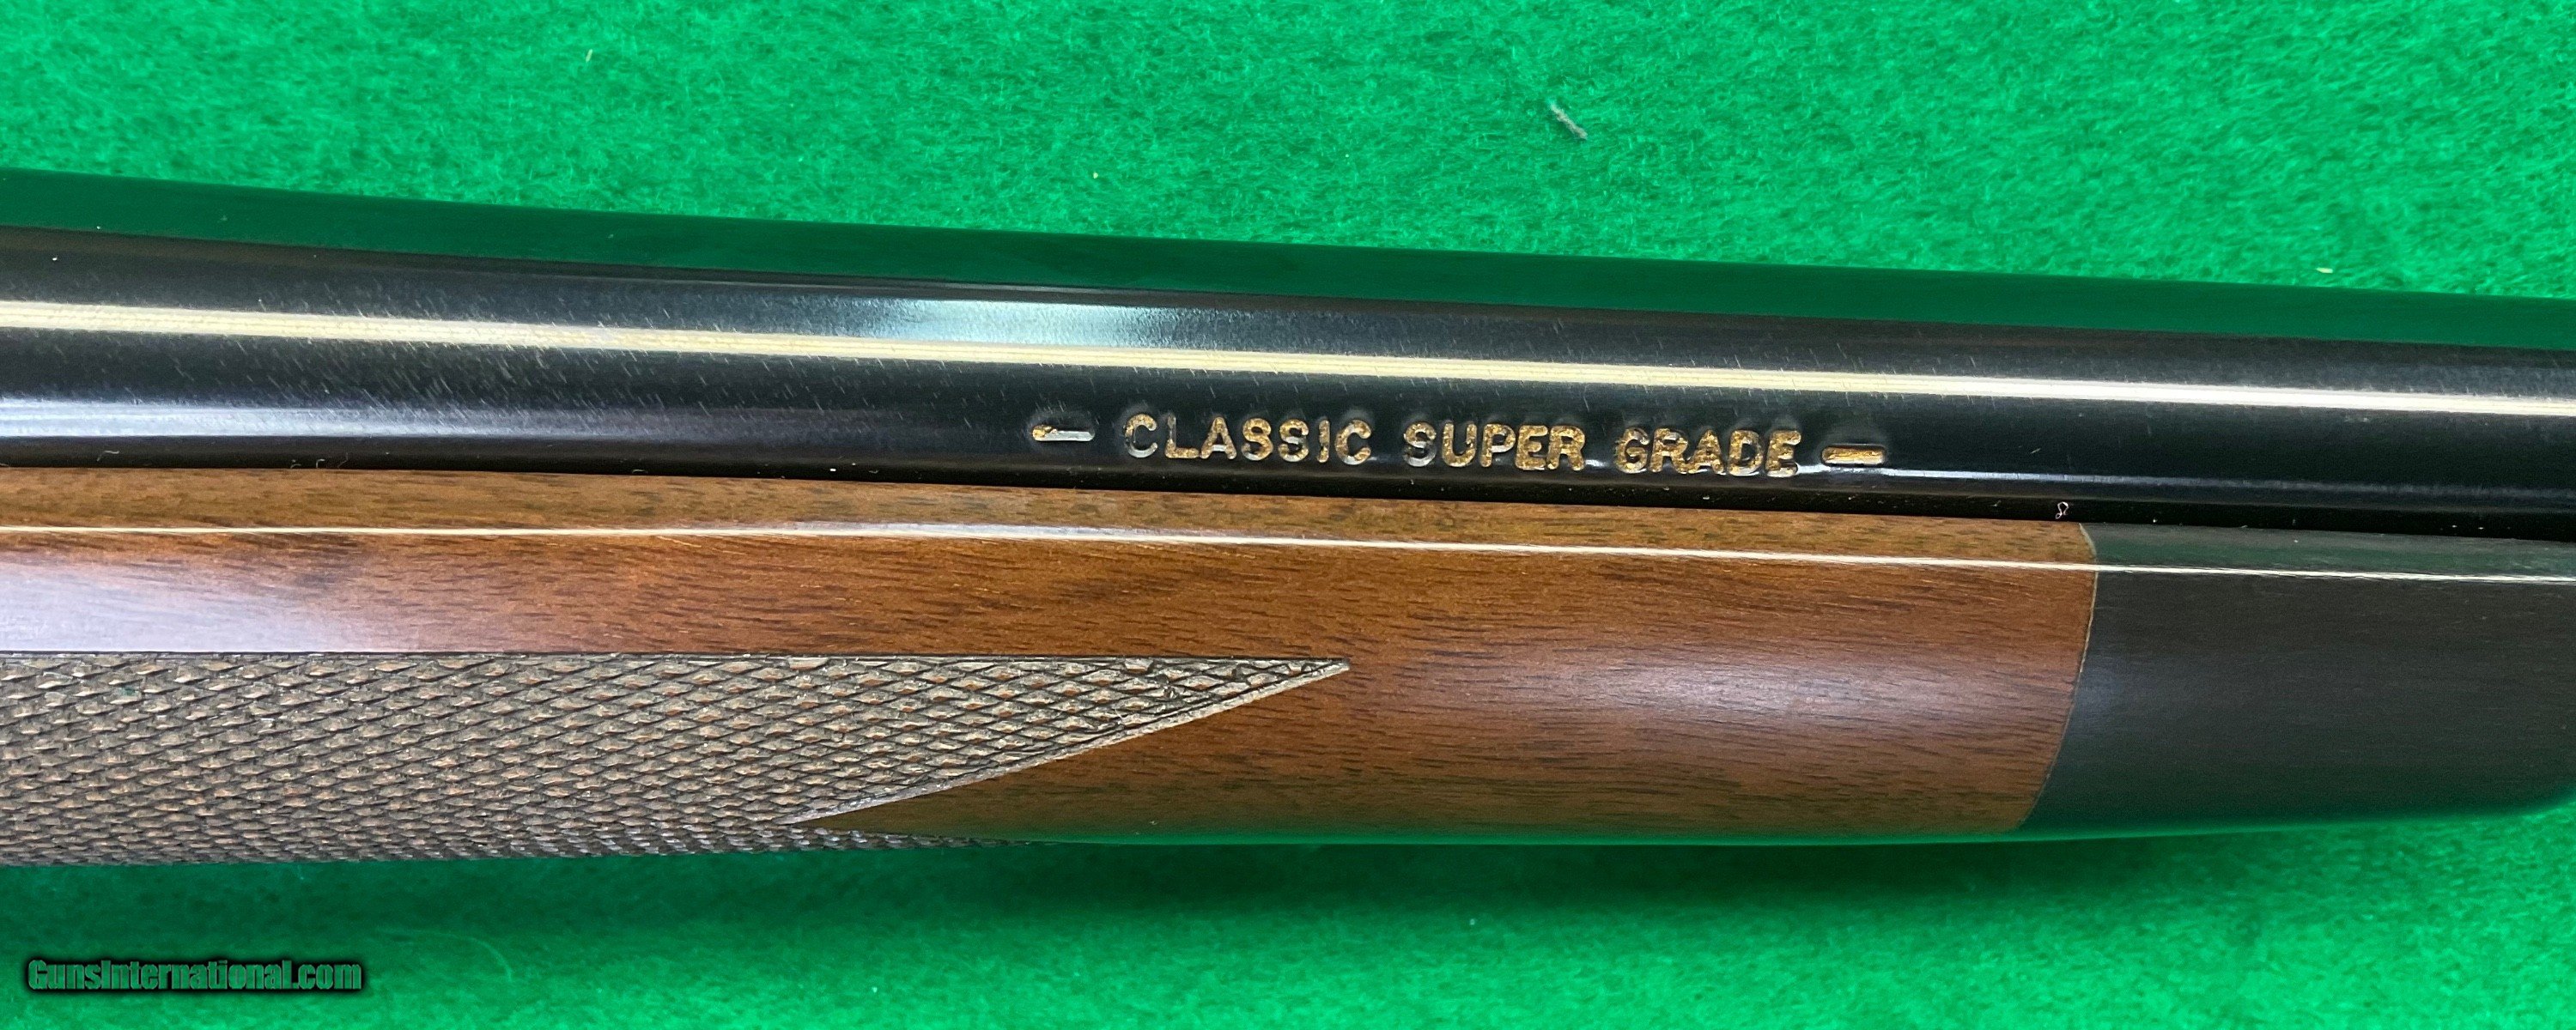 - CLASSIC SUPER GRADE -
GunsInternational.com